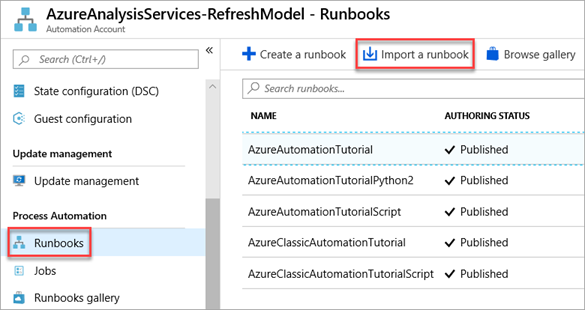 AzureAnalysisServices-RefreshModel - Runbooks
Automation Account
Search (Ctrl+/)
«
State configuration (DSC)
Guest configuration
Update management
Update management
Process Automation
Runbooks
Jobs
Runbooks gallery
Create a runbook Import a runbook Browse gallery
Search runbooks...
NAME AUTHORING STATUS
AzureAutomationTutorial Published
AzureAutomationTutorialPython2 Published
AzureAutomationTutorialScript Published
AzureClassicAutomationTutorial Published
AzureClassicAutomationTutorialScript Published